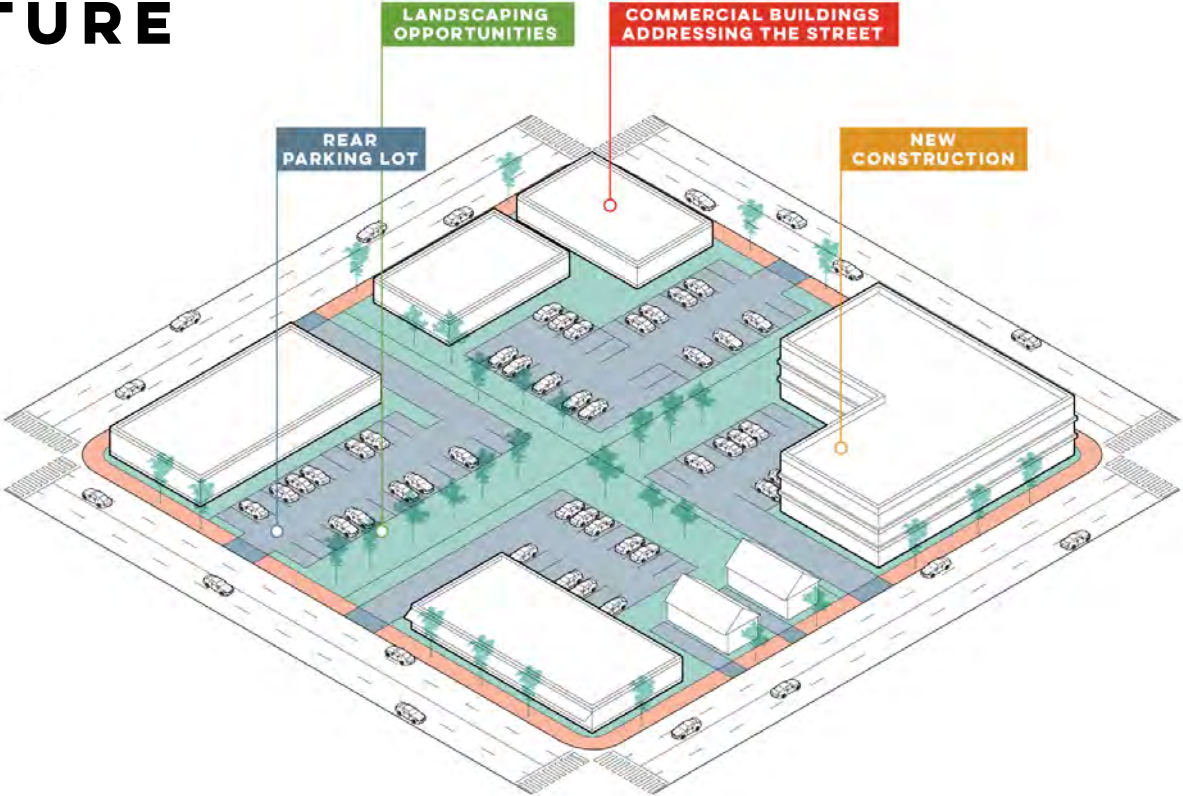 TURE
LANDSCAPING
OPPORTUNITIES
COMMERCIAL BUILDINGS
ADDRESSING THE STREET
REAR
PARKING LOT
NEW
CONSTRUCTION